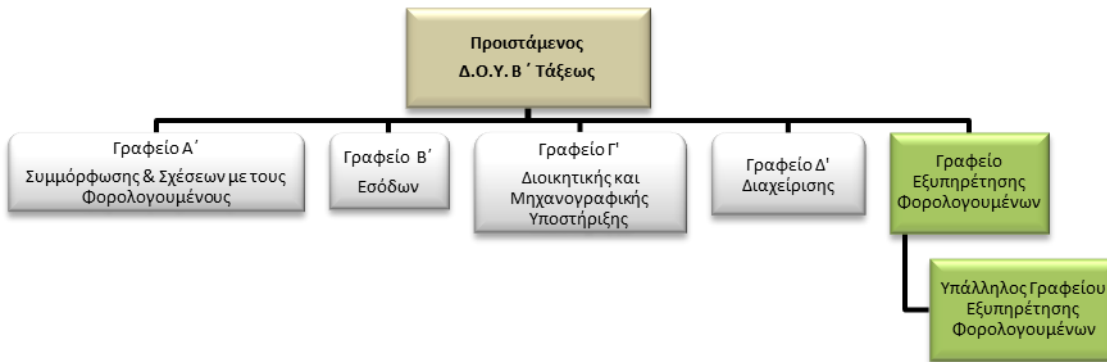 Προιστάμενος
Δ.Ο.Υ. Β΄ Τάξεως
Γραφείο Α΄
Συμμόρφωσης & Σχέσεων με τους
Φορολογουμένους
Γραφείο Β΄
Εσόδων
Γραφείο Γ'
Διοικητικής και
Μηχανογραφικής
Υποστήριξης
Γραφείο Δ'
Διαχείρισης
Γραφείο
Εξυπηρέτησης
Φορολογουμένων
Υπάλληλος Γραφείου
Εξυπηρέτησης
Φορολογουμένων